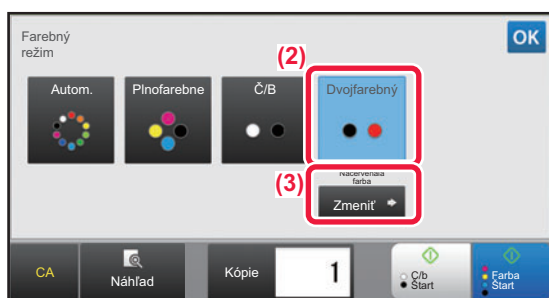 Farebný
režim
OK
(2)
Autom.
Plnofarebne
Č/B
Dvojfarebný
(3)
Načervenalá
farba
Zmeniť
CA
Náhľad
Kópie
1
Č/b
Štart
Farba
Štart